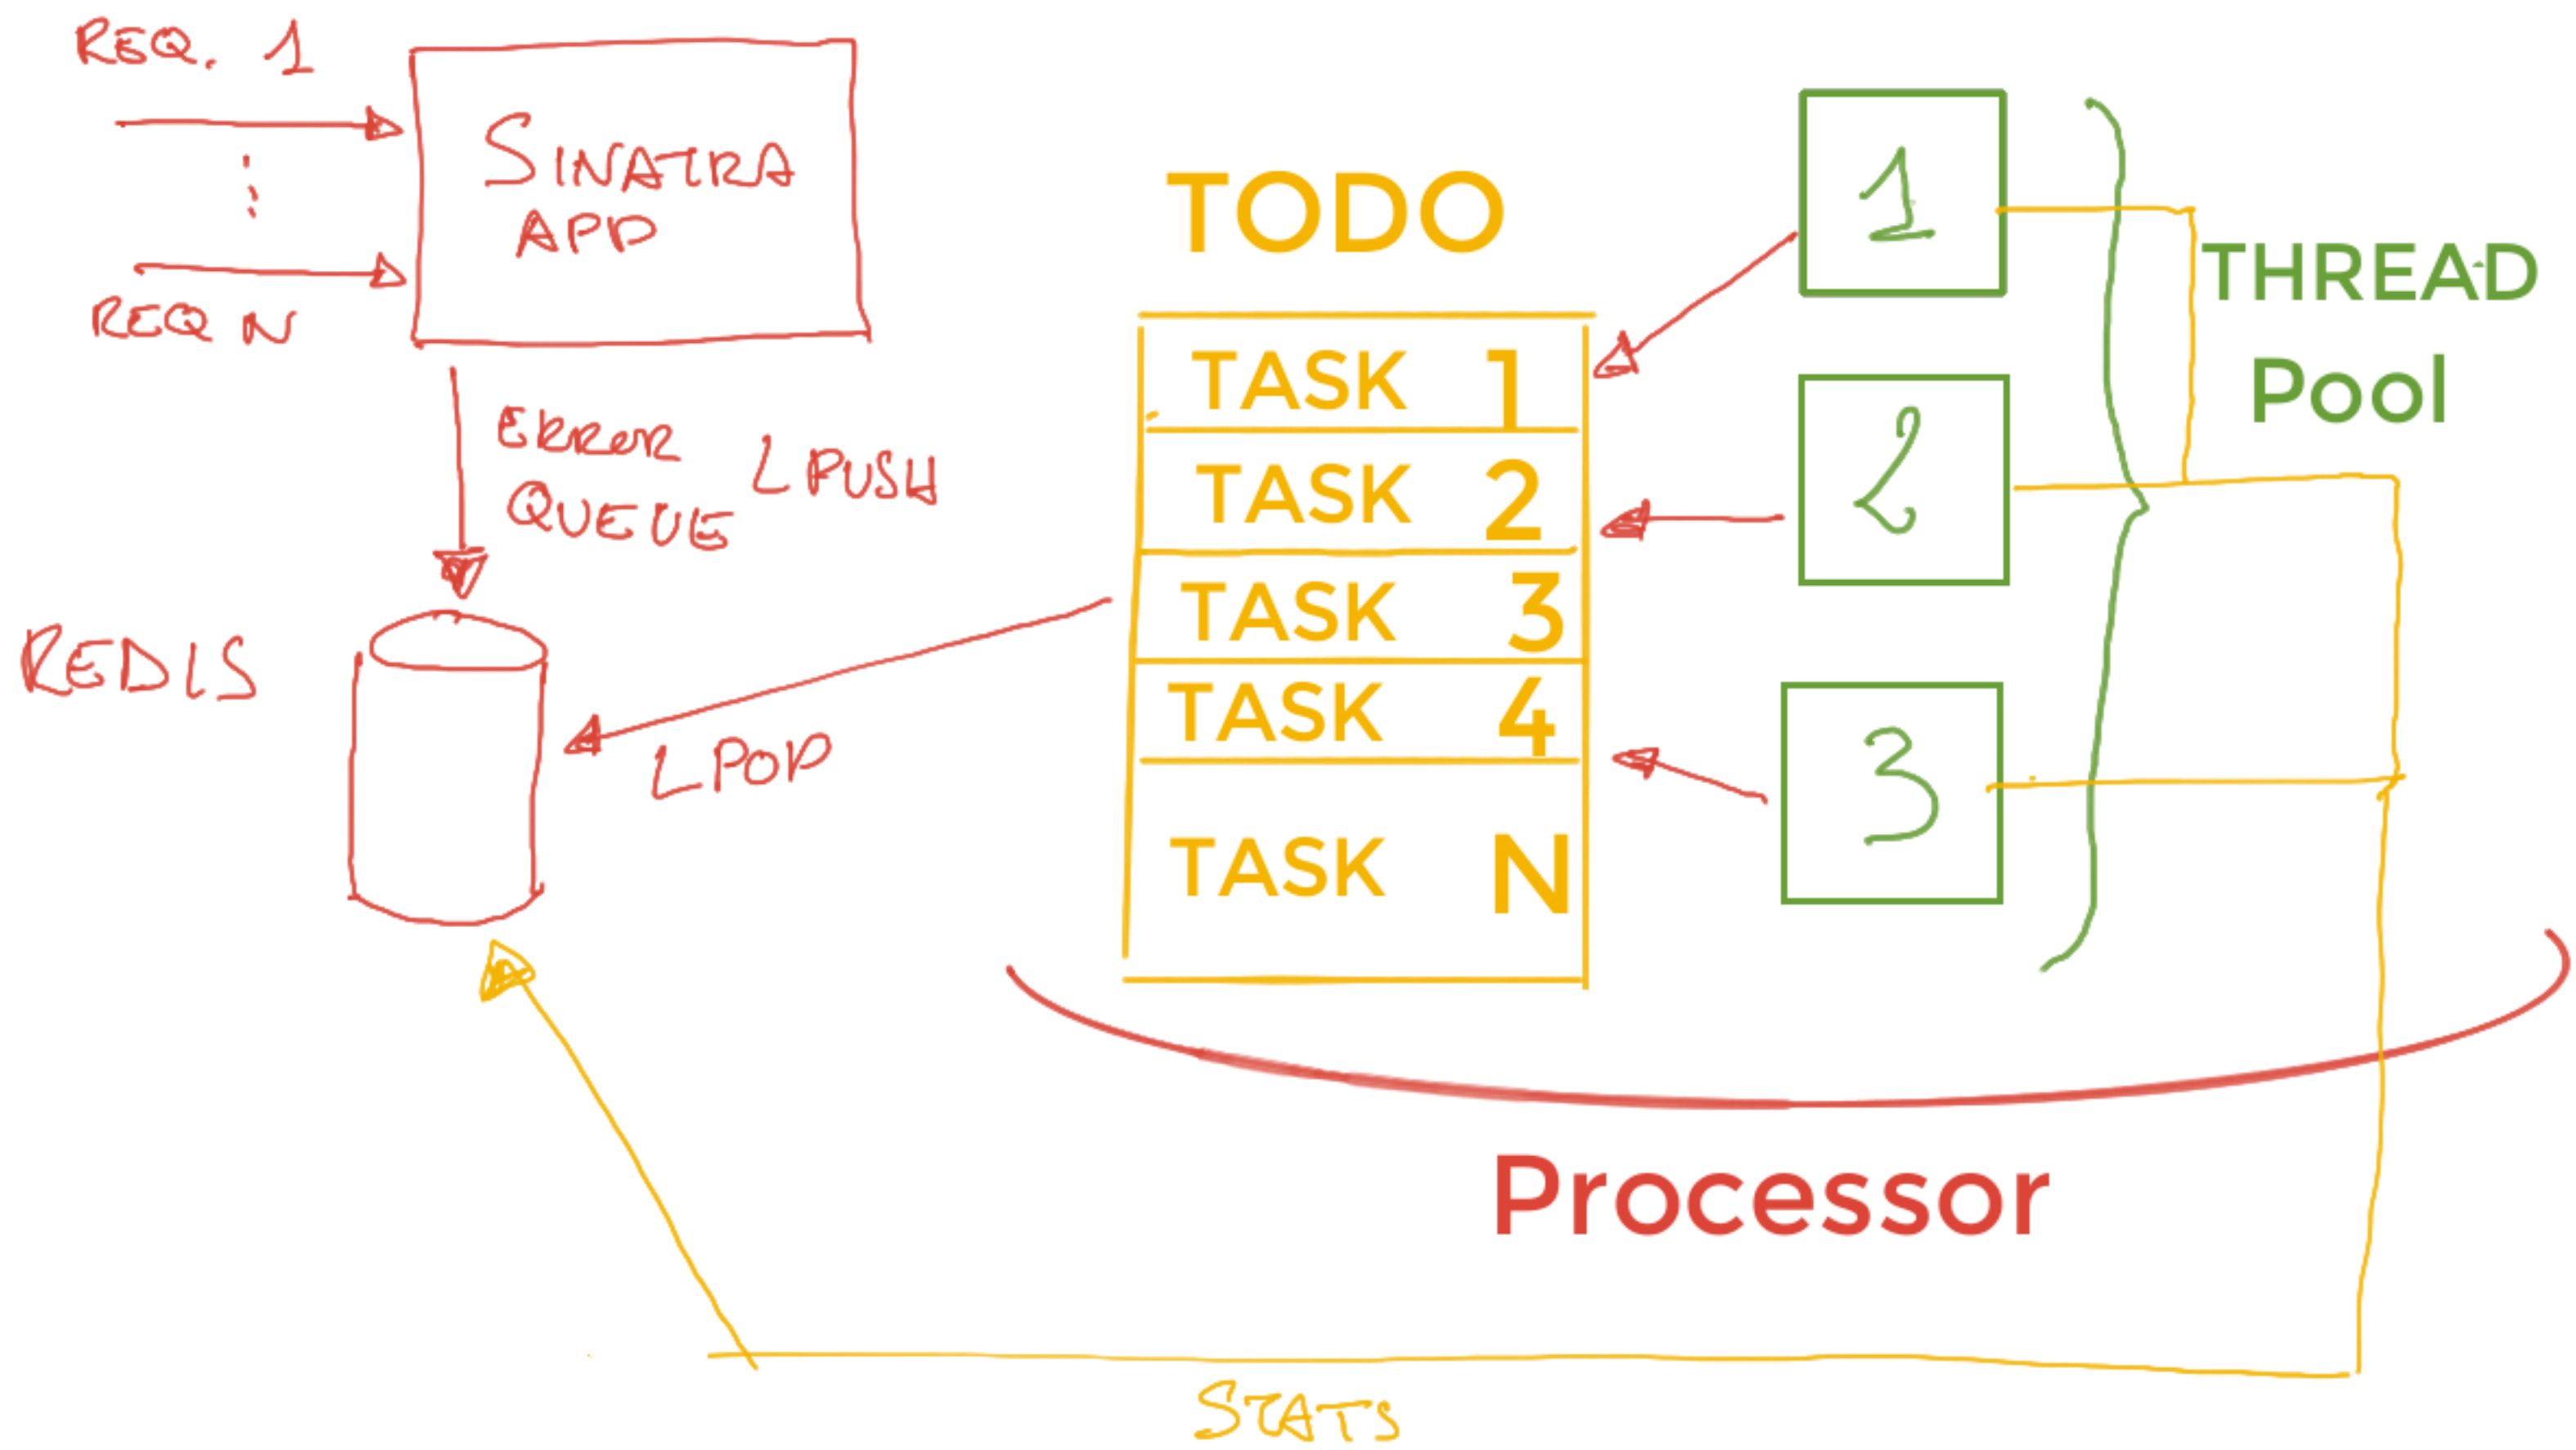 REQ. 1
REQ N
SINATRA
APP
ERROR
QUEUE
LPUSH
REDIS
LPOP
TODO
TASK 1
TASK 2
TASK 3
TASK 4
TASK N
1
2
3
THREAD
Pool
Processor
STATS